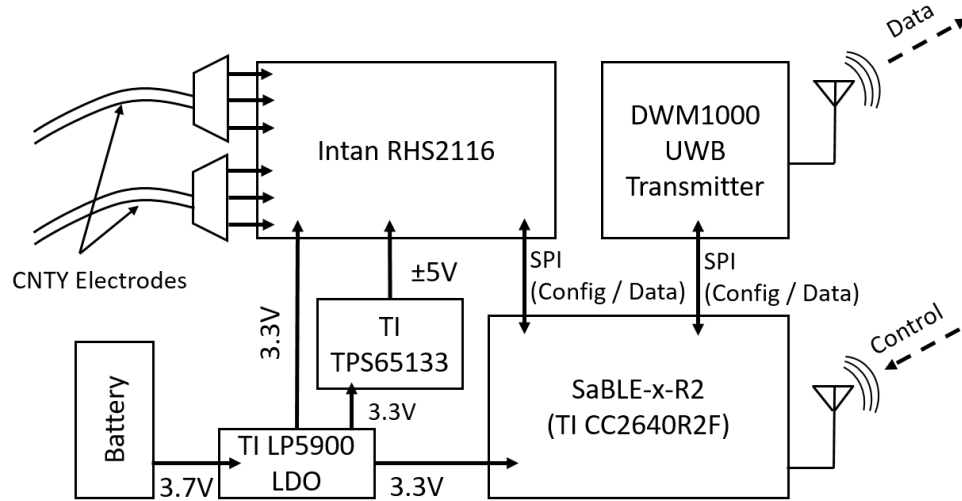 Data
Intan RHS2116
DWM1000
UWB
Transmitter
CNTY Electrodes
±5V
SPI
(Config / Data)
SPI
(Config / Data)
3.3V
TI
TPS65133
Control
Battery
3.3V
SaBLE-x-R2
(TI CC2640R2F)
TI LP5900
LDO
3.7V
3.3V